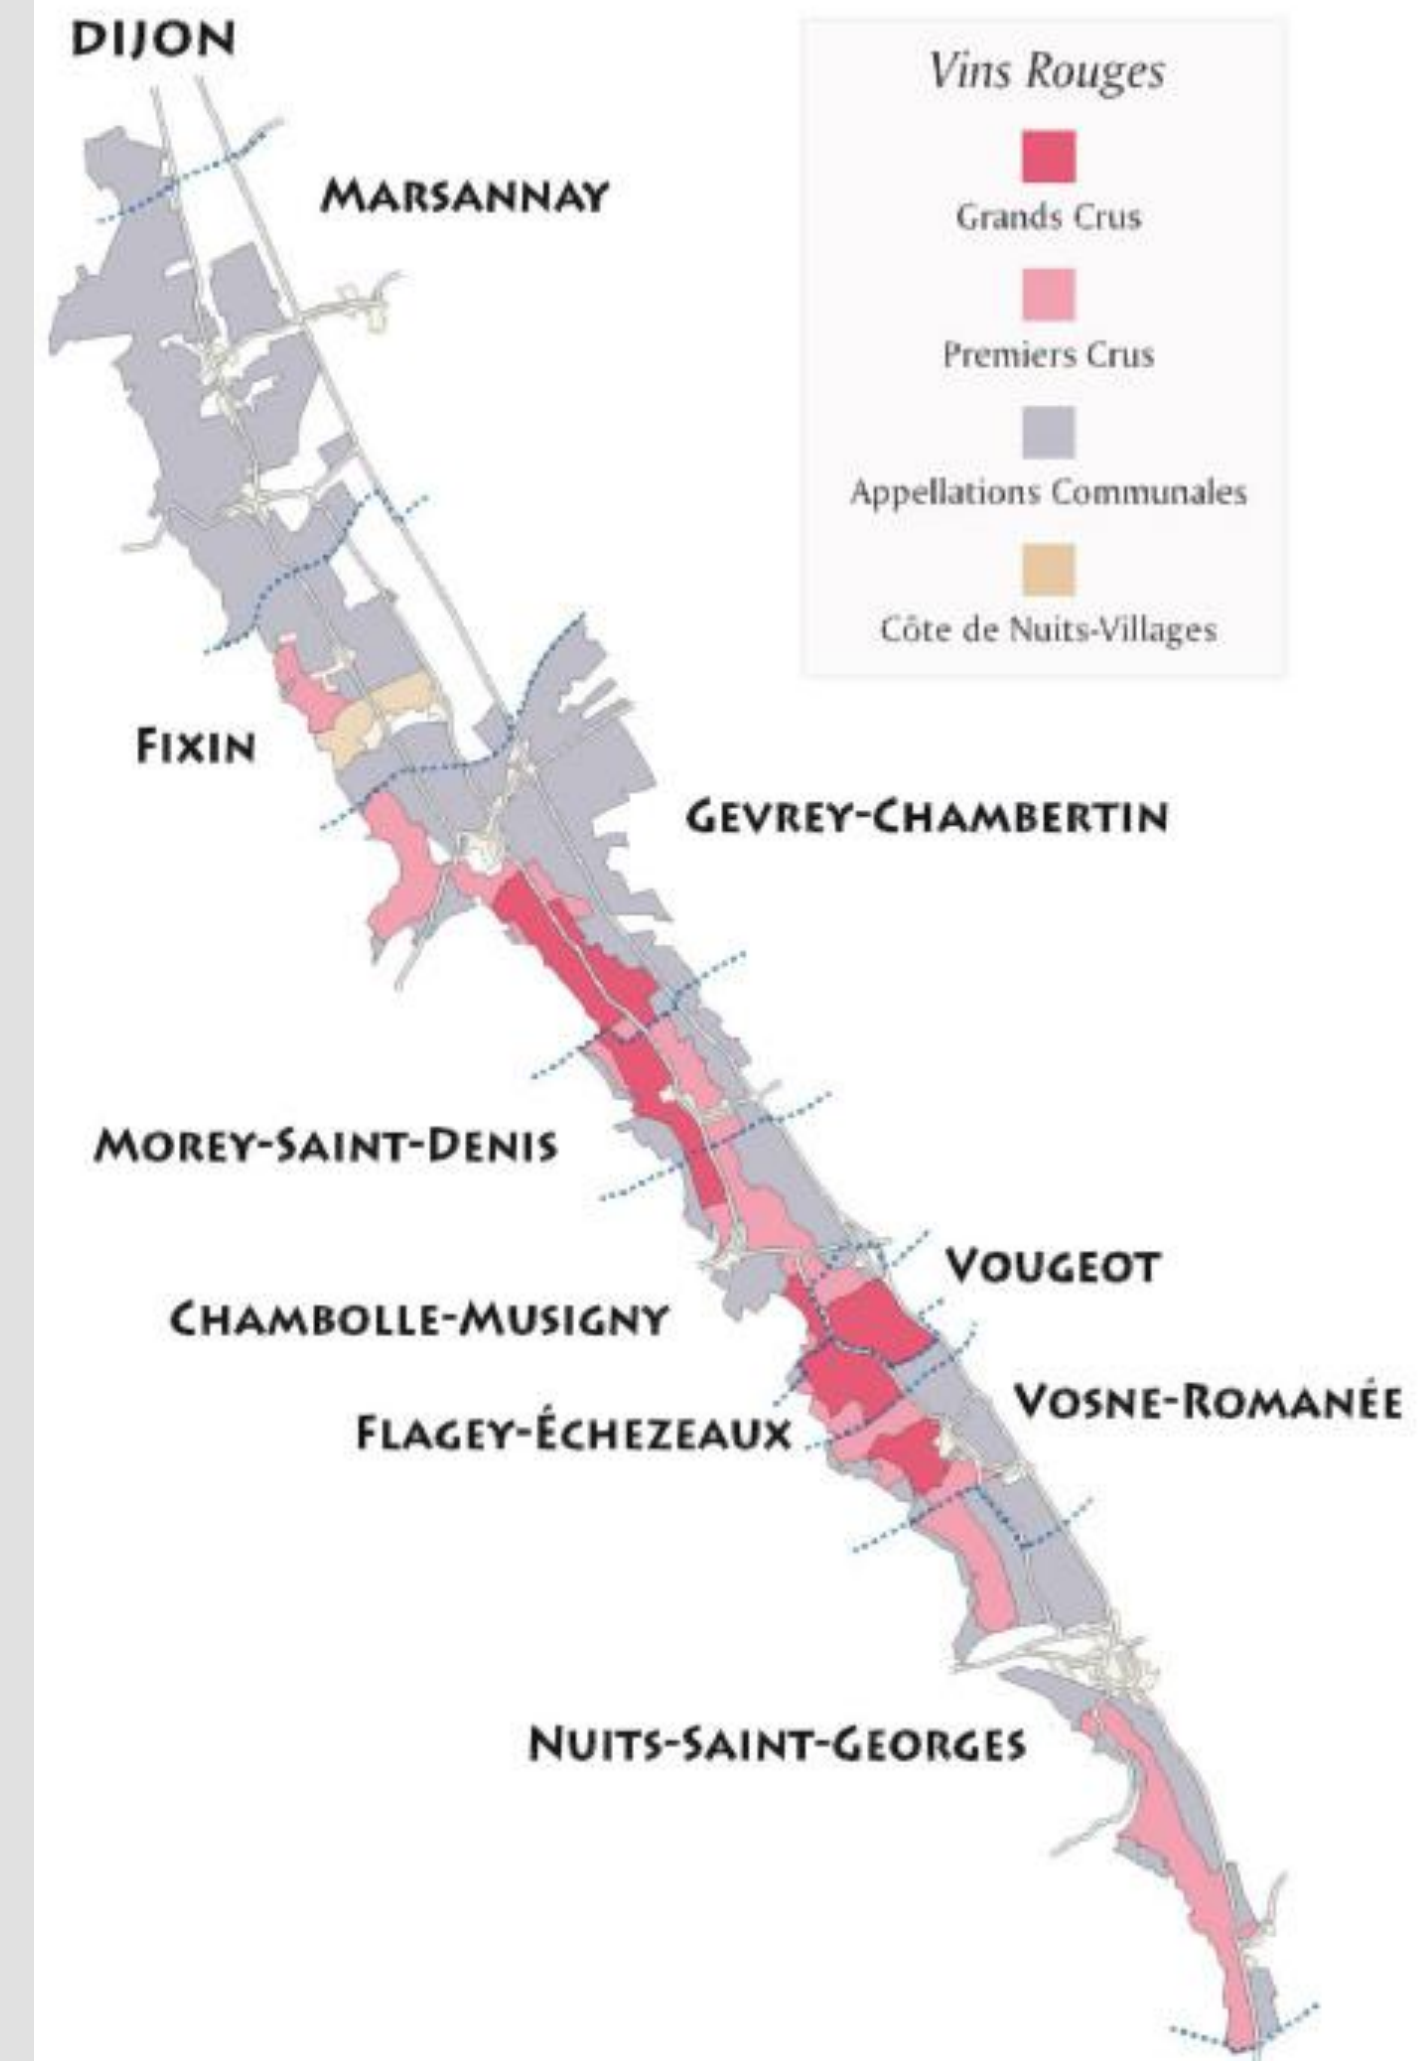 DIJON
Vins Rouges
Grands Crus
Premiers Crus
Appellations Communales
Côte de Nuits-Villages
MARSANNAY
FIXIN
GEVREY-CHAMBERTIN
MOREY-SAINT-DENIS
VOUGEOT
CHAMBOLLE-MUSIGNY
VOSNE-ROMANÉE
FLAGEY-ÉCHEZEAUX
NUITS-SAINT-GEORGES